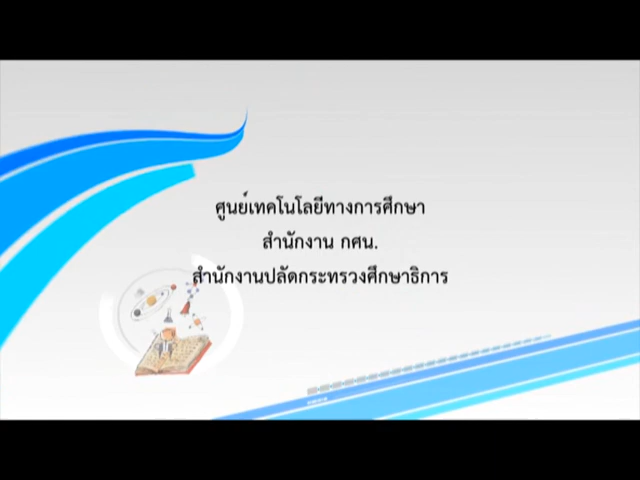 ศูนย์เทคโนโลยีทางการศึกษา
สำนักงาน กศน.
สำนักงานปลัดกระทรวงศึกษาธิการ